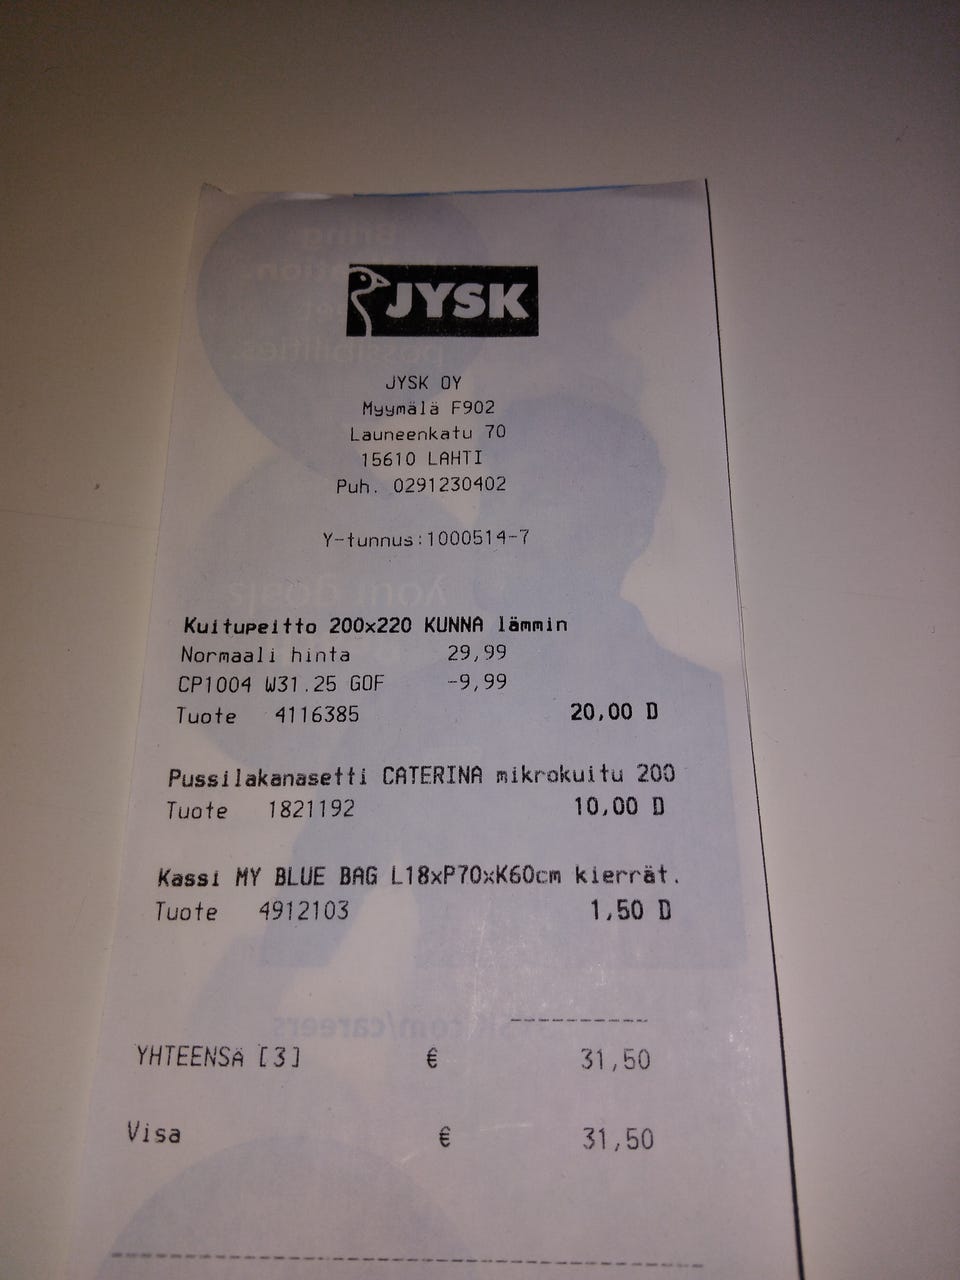 JYSK
JYSK OY
Myymälä F902
Launeenkatu 70
15610 LAHTI
Puh. 0291230402
Y-tunnus:1000514-7
Kuitupeitto 200x220 KUNNA lämmin
Normaali hinta 29,99
CP1004 W31.25 GOF -9,99
Tuote 4116385 20,00 D
Pussilakanasetti CATERINA mikrokuitu 200
Tuote 1821192 10,00 D
Kassi MY BLUE BAG L18xP70xK60cm kierrät.
Tuote 4912103 1,50 D
YHTEENSÄ [3] € 31,50
Visa € 31,50